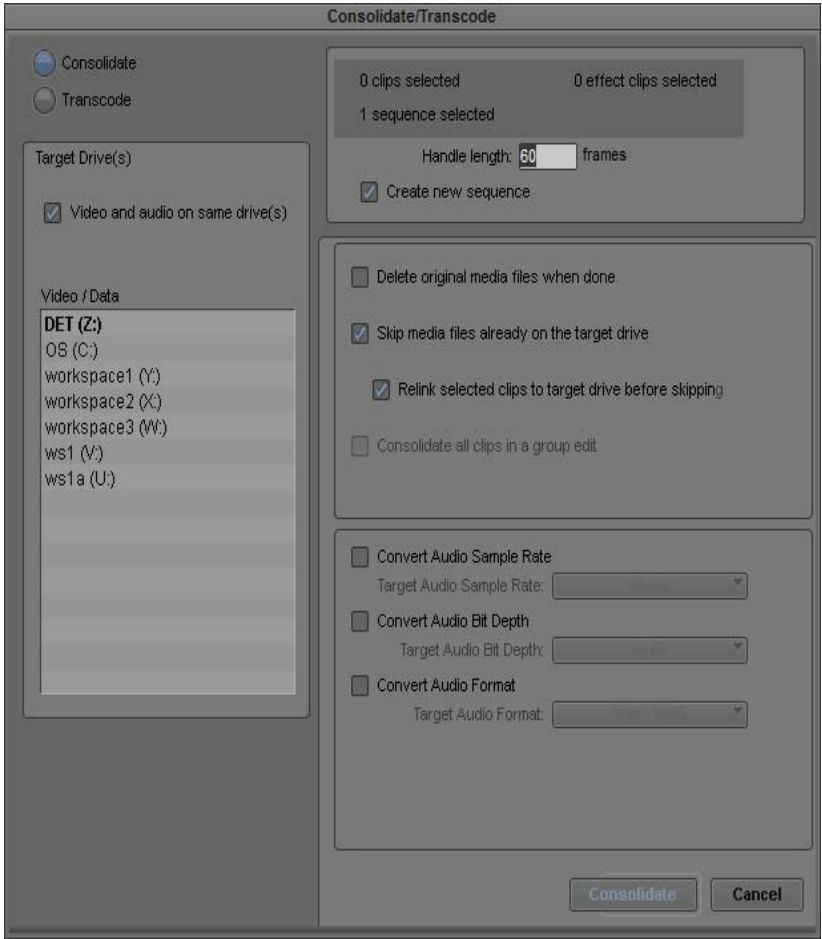 Consolidate/Transcode
Consolidate
Transcode
Target Drive(s)
Video and audio on same drive(s)
Video / Data
DET (Z:)
OS (C:)
workspace1 (Y:)
workspace2 (X:)
workspace3 (W:)
ws1 (V:)
ws1a (U:)
0 clips selected
0 effect clips selected
1 sequence selected
Handle length: 60 frames
Create new sequence
Delete original media files when done
Skip media files already on the target drive
Relink selected clips to target drive before skipping
Consolidate all clips in a group edit
Convert Audio Sample Rate
Target Audio Sample Rate:
Convert Audio Bit Depth
Target Audio Bit Depth:
Convert Audio Format
Target Audio Format:
Consolidate
Cancel